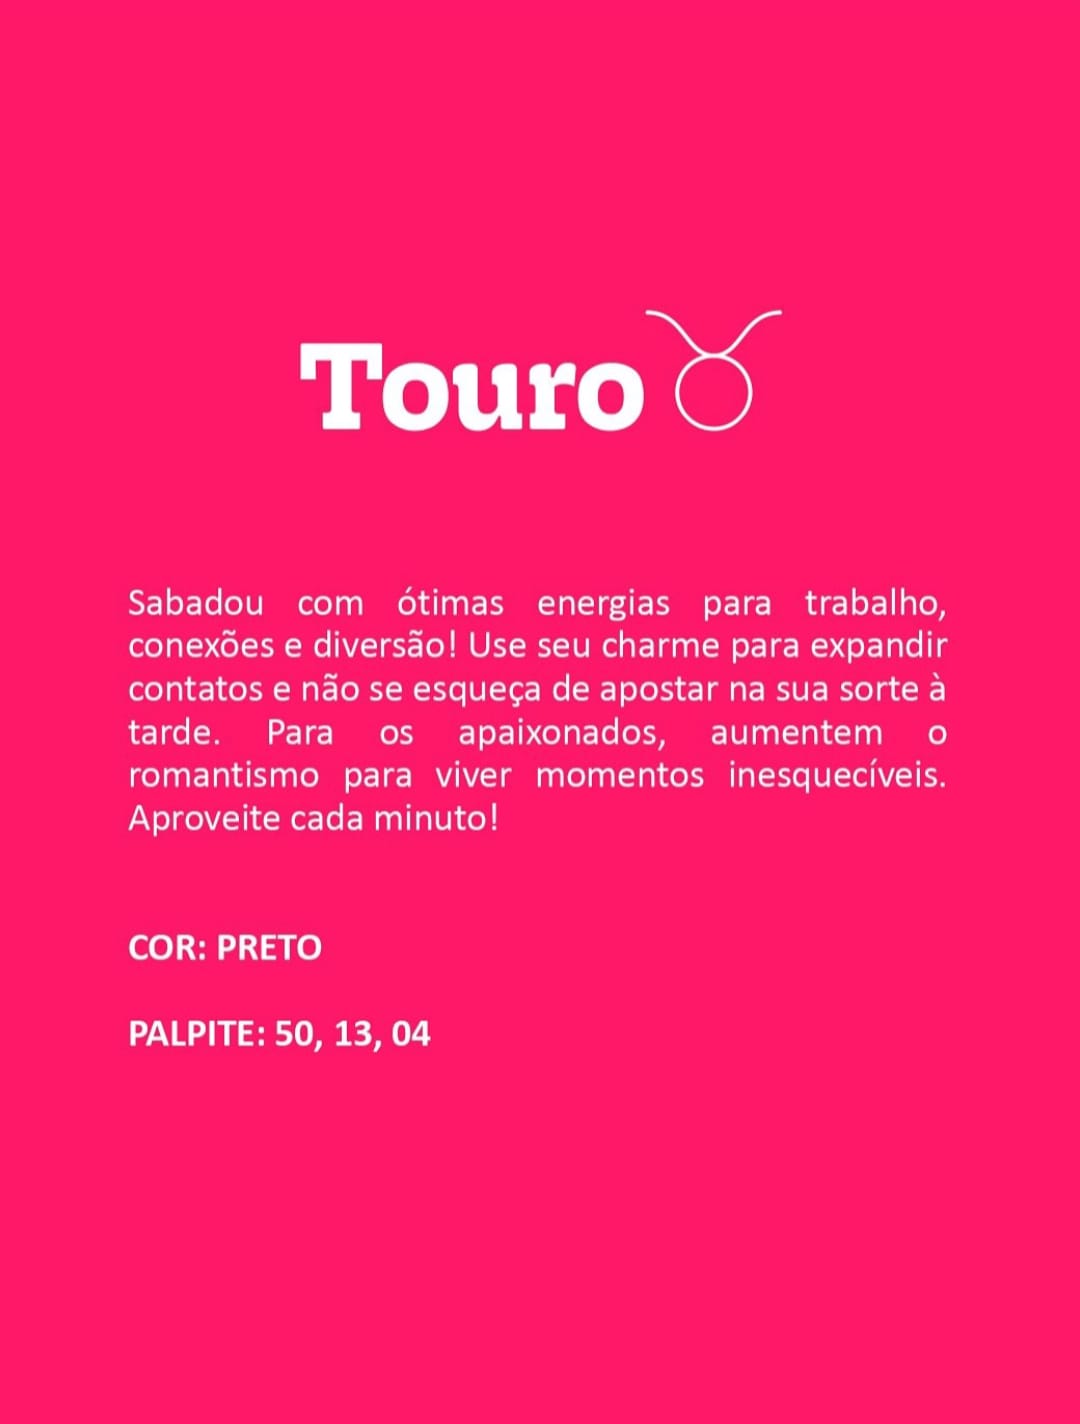 Touro
Sabadou com ótimas energias para trabalho,
conexões e diversão! Use seu charme para expandir
contatos e não se esqueça de apostar na sua sorte à
tarde. Para os apaixonados, aumentem o
romantismo para viver momentos inesquecíveis.
Aproveite cada minuto!
COR: PRETO
PALPITE: 50, 13, 04